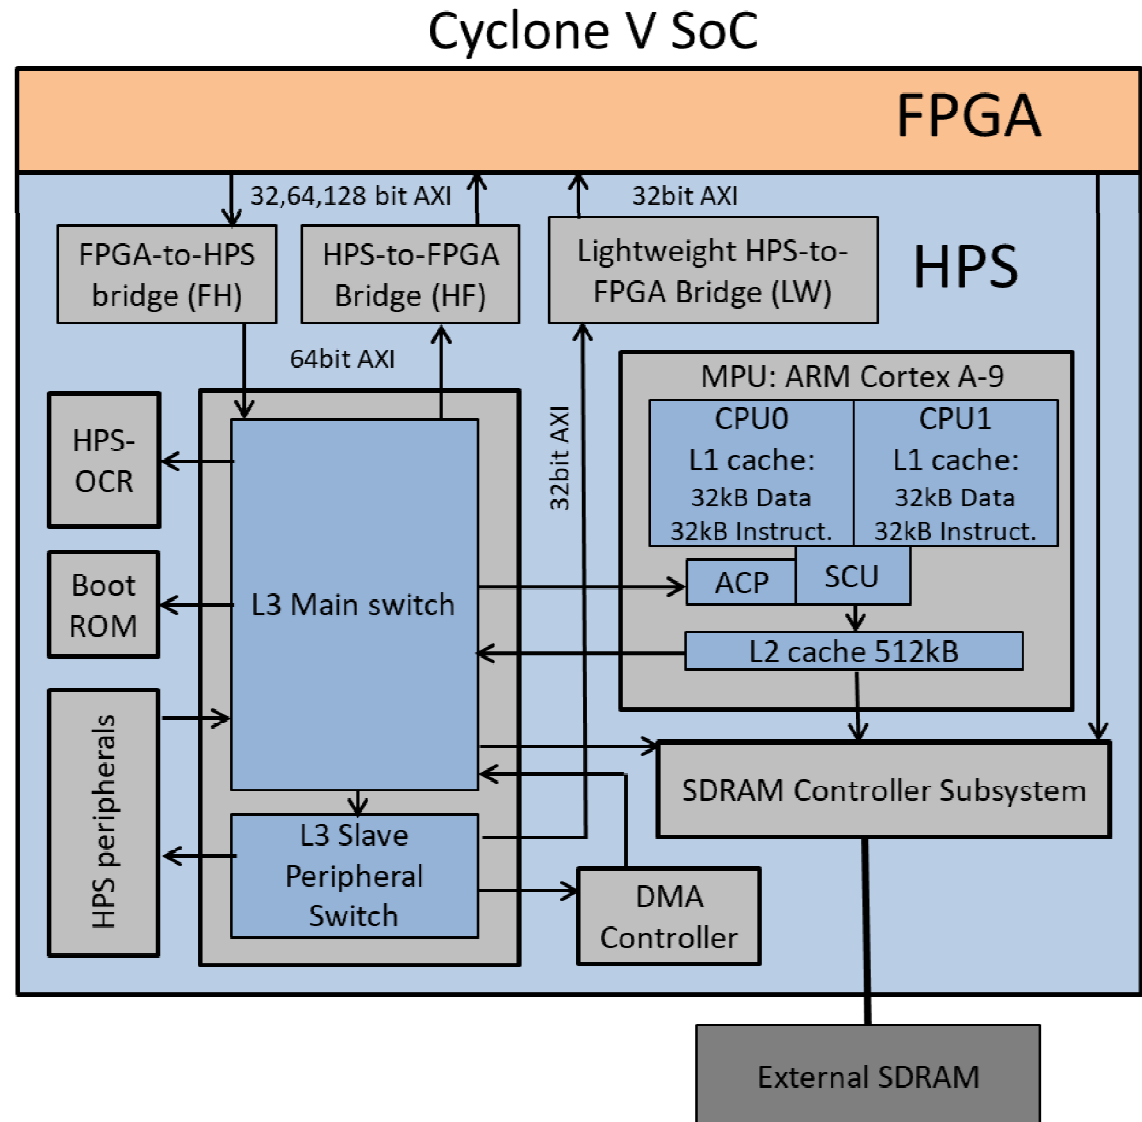 Cyclone V SoC
FPGA
32,64,128 bit AXI
32bit AXI
FPGA-to-HPS
bridge (FH)
HPS-to-FPGA
Bridge (HF)
Lightweight HPS-to-
FPGA Bridge (LW)
HPS
64bit AXI
32bit AXI
MPU: ARM Cortex A-9
CPU0
L1 cache:
32kB Data
32kB Instruct.
CPU1
L1 cache:
32kB Data
32kB Instruct.
HPS-
OCR
Boot
ROM
L3 Main switch
ACP
SCU
L2 cache 512kB
HPS peripherals
SDRAM Controller Subsystem
L3 Slave
Peripheral
Switch
DMA
Controller
External SDRAM